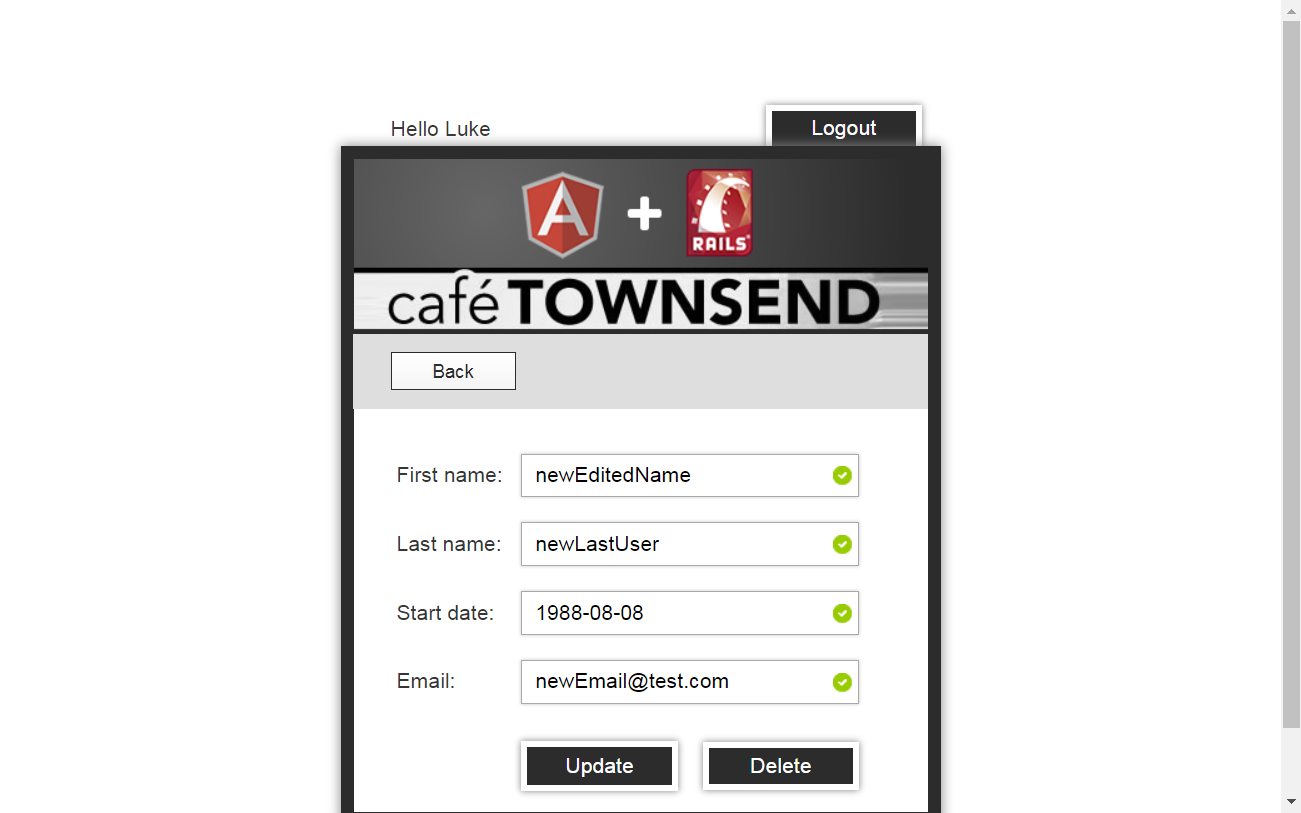 Hello Luke
Logout
RAILS
café TOWNSEND
Back
First name: newEditedName
Last name: newLastUser
Start date: 1988-08-08
Email: newEmail@test.com
Update Delete